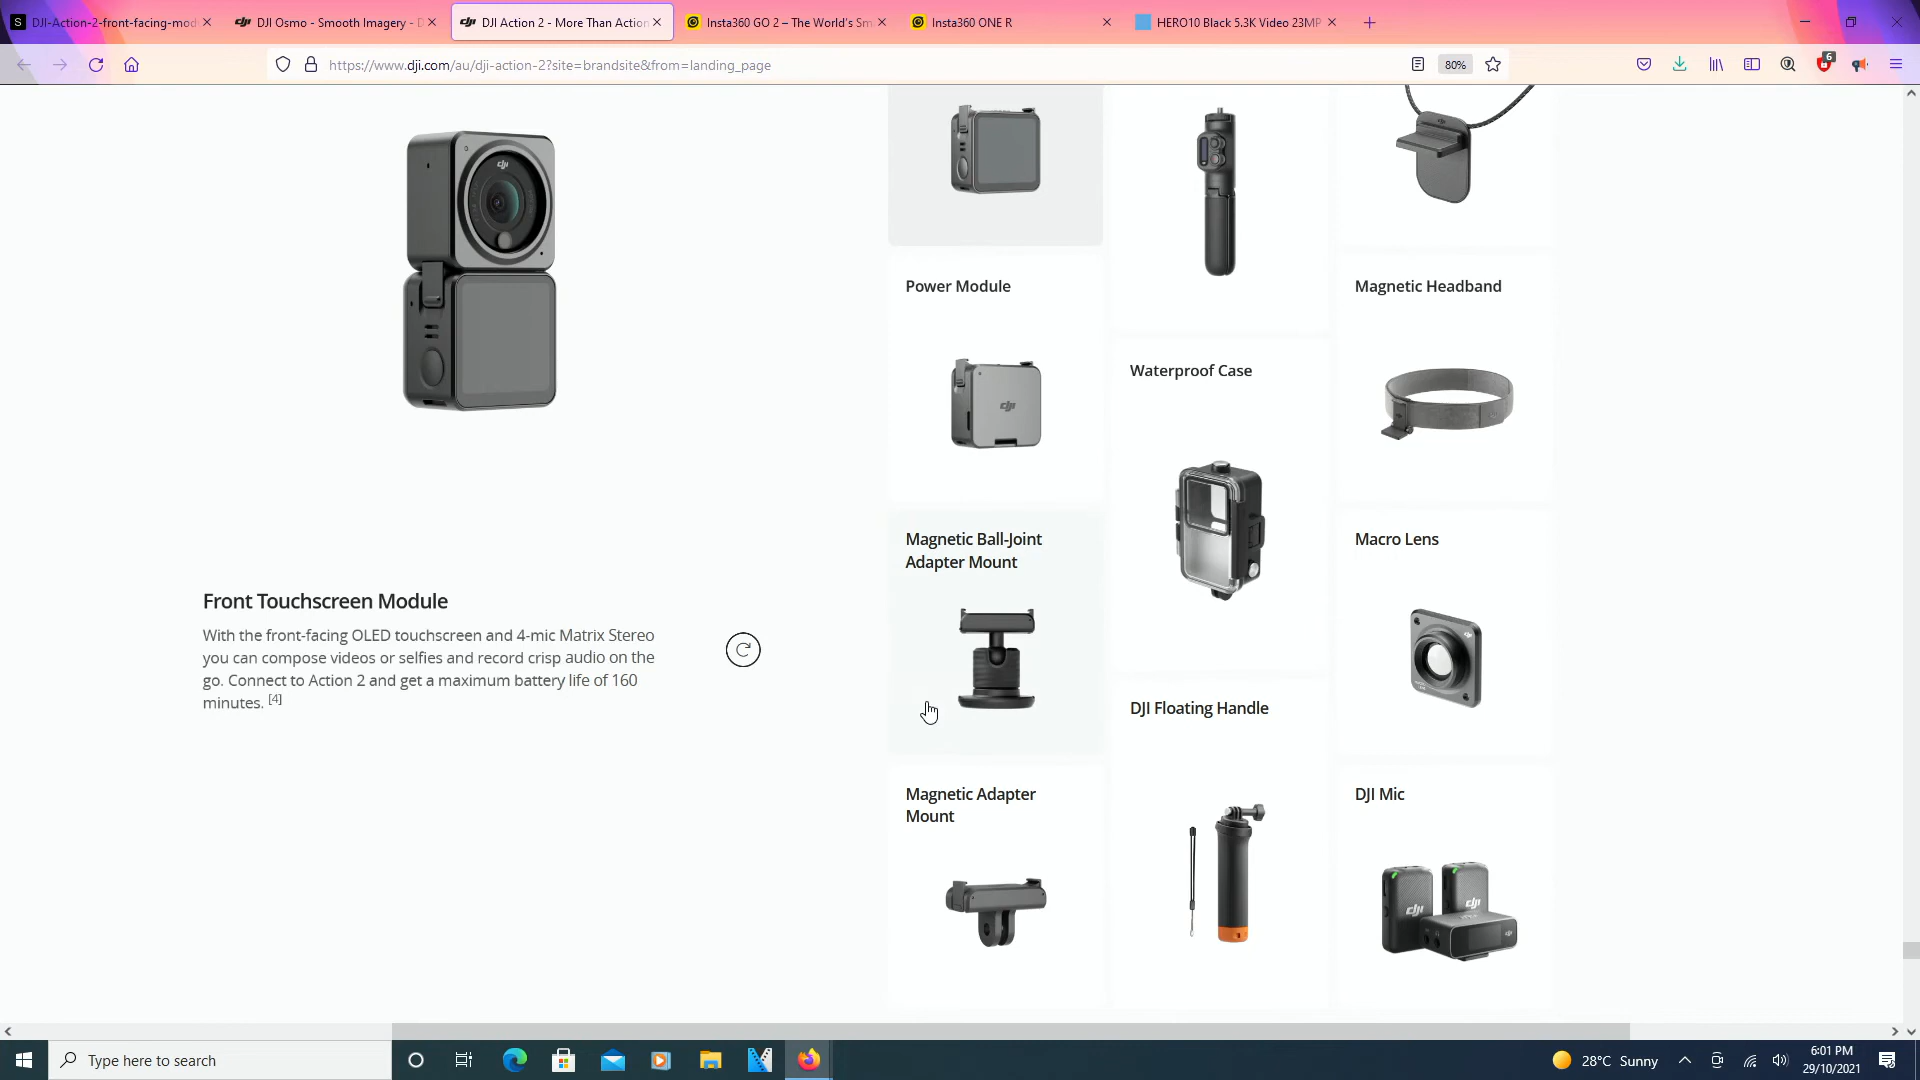 DJI-Action-2-front-facing-mod
DJI Osmo - Smooth Imagery - D
DJI Action 2 - More Than Action
Insta360 GO 2 – The World's Sm
Insta360 ONE R
HERO10 Black 5.3K Video 23MP
https://www.dji.com/au/dji-action-2?site=brandsite&from=landing_page
80%
6
Front Touchscreen Module
With the front-facing OLED touchscreen and 4-mic Matrix Stereo
you can compose videos or selfies and record crisp audio on the
go. Connect to Action 2 and get a maximum battery life of 160
minutes. [4]
Power Module
Magnetic Ball-Joint
Adapter Mount
Magnetic Adapter
Mount
Waterproof Case
DJI Floating Handle
Magnetic Headband
Macro Lens
DJI Mic
Type here to search
28°C Sunny
6:01 PM
29/10/2021